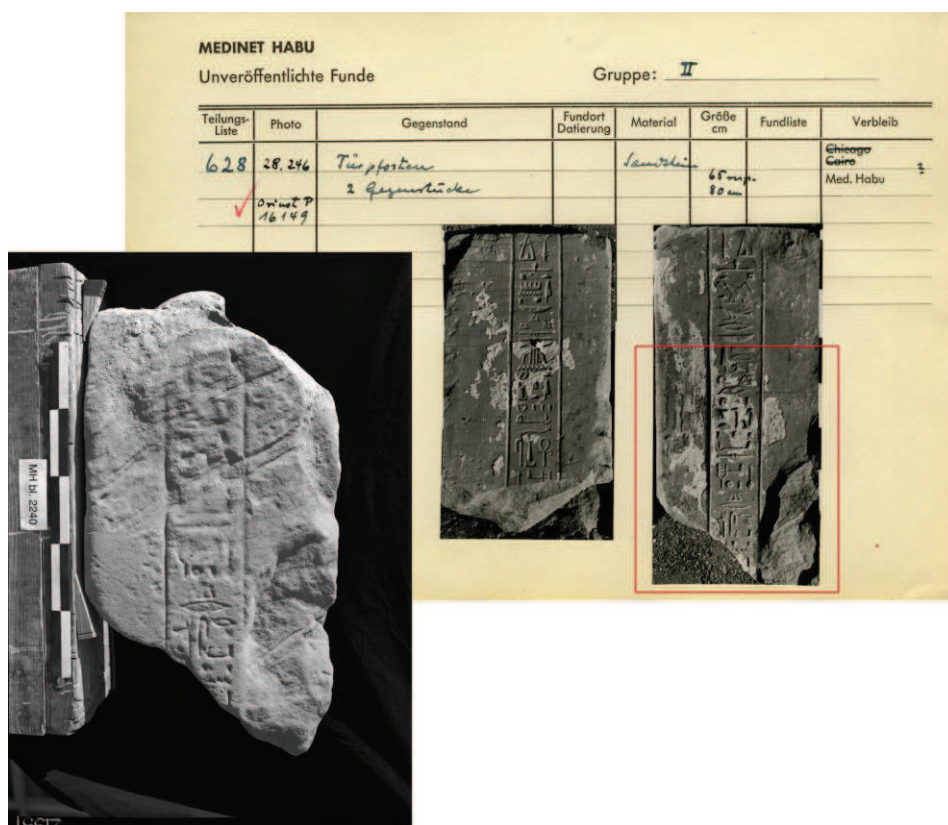 MEDINET HABU
Unveröffentlichte Funde
Gruppe: II
Teilungs-Liste Photo Gegenstand Fundort Datierung Material Größe cm Fundliste Verbleib
628 28.246 Türpfosten Sandstein 65 resp. 80 cm Chicago Cairo Med. Habu ?
2 Gegenstücke
Orinst P 16149
MH bl. 2240